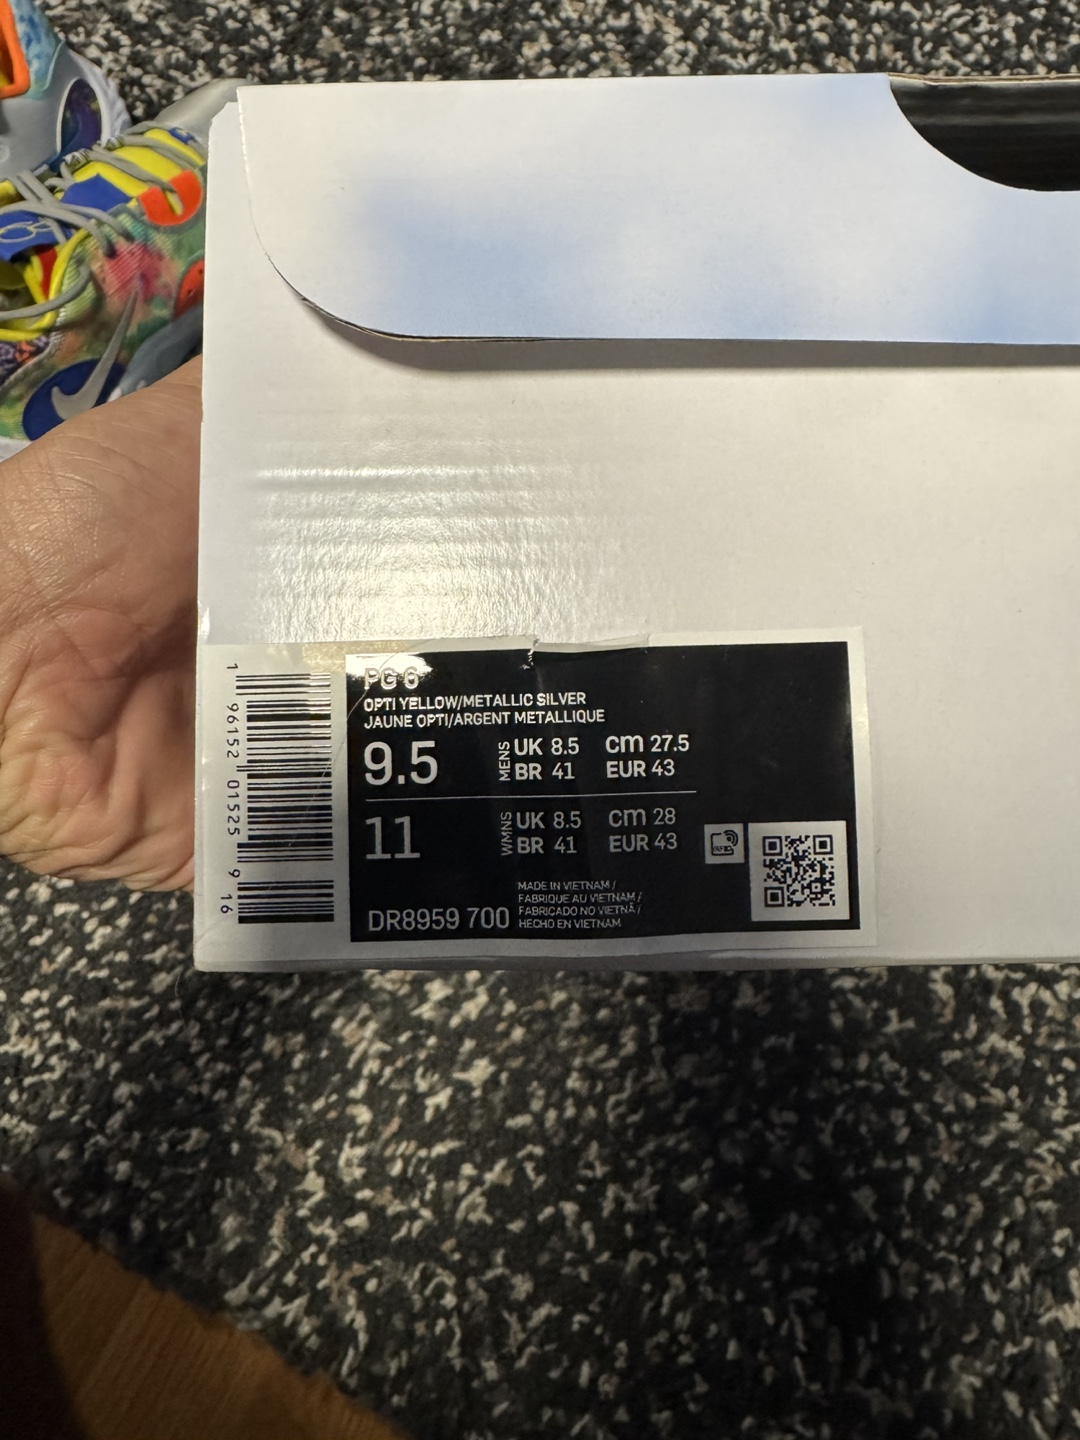 PG 6
OPTI YELLOW/METALLIC SILVER
JAUNE OPTI/ARGENT METALLIQUE
9.5 MENS UK 8.5 cm 27.5
BR 41 EUR 43
11 WMNS UK 8.5 cm 28
BR 41 EUR 43
MADE IN VIETNAM /
FABRIQUE AU VIETNAM /
FABRICADO NO VIETNÃ /
HECHO EN VIETNAM
DR8959 700
1 96152 01525 9 16